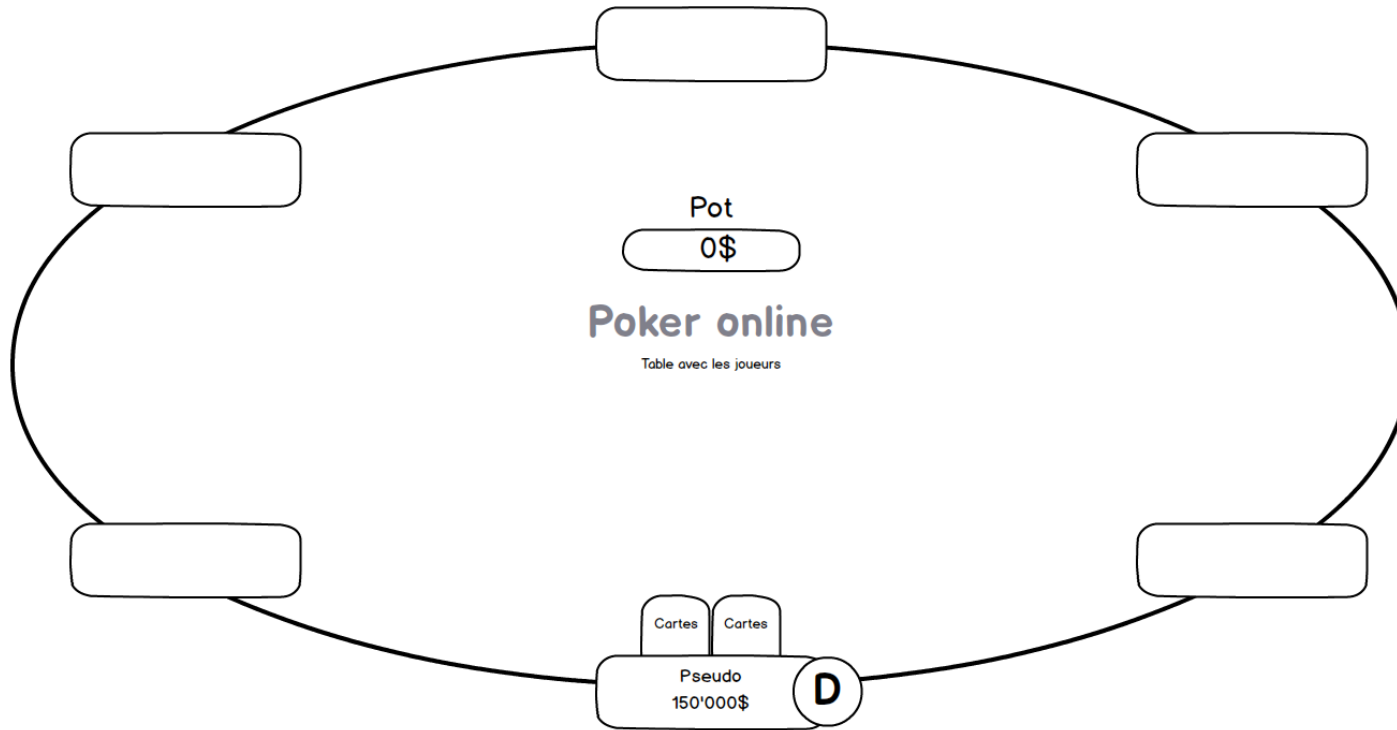 Pot
0$
Poker online
Table avec les joueurs
Cartes Cartes
Pseudo
150'000$
D